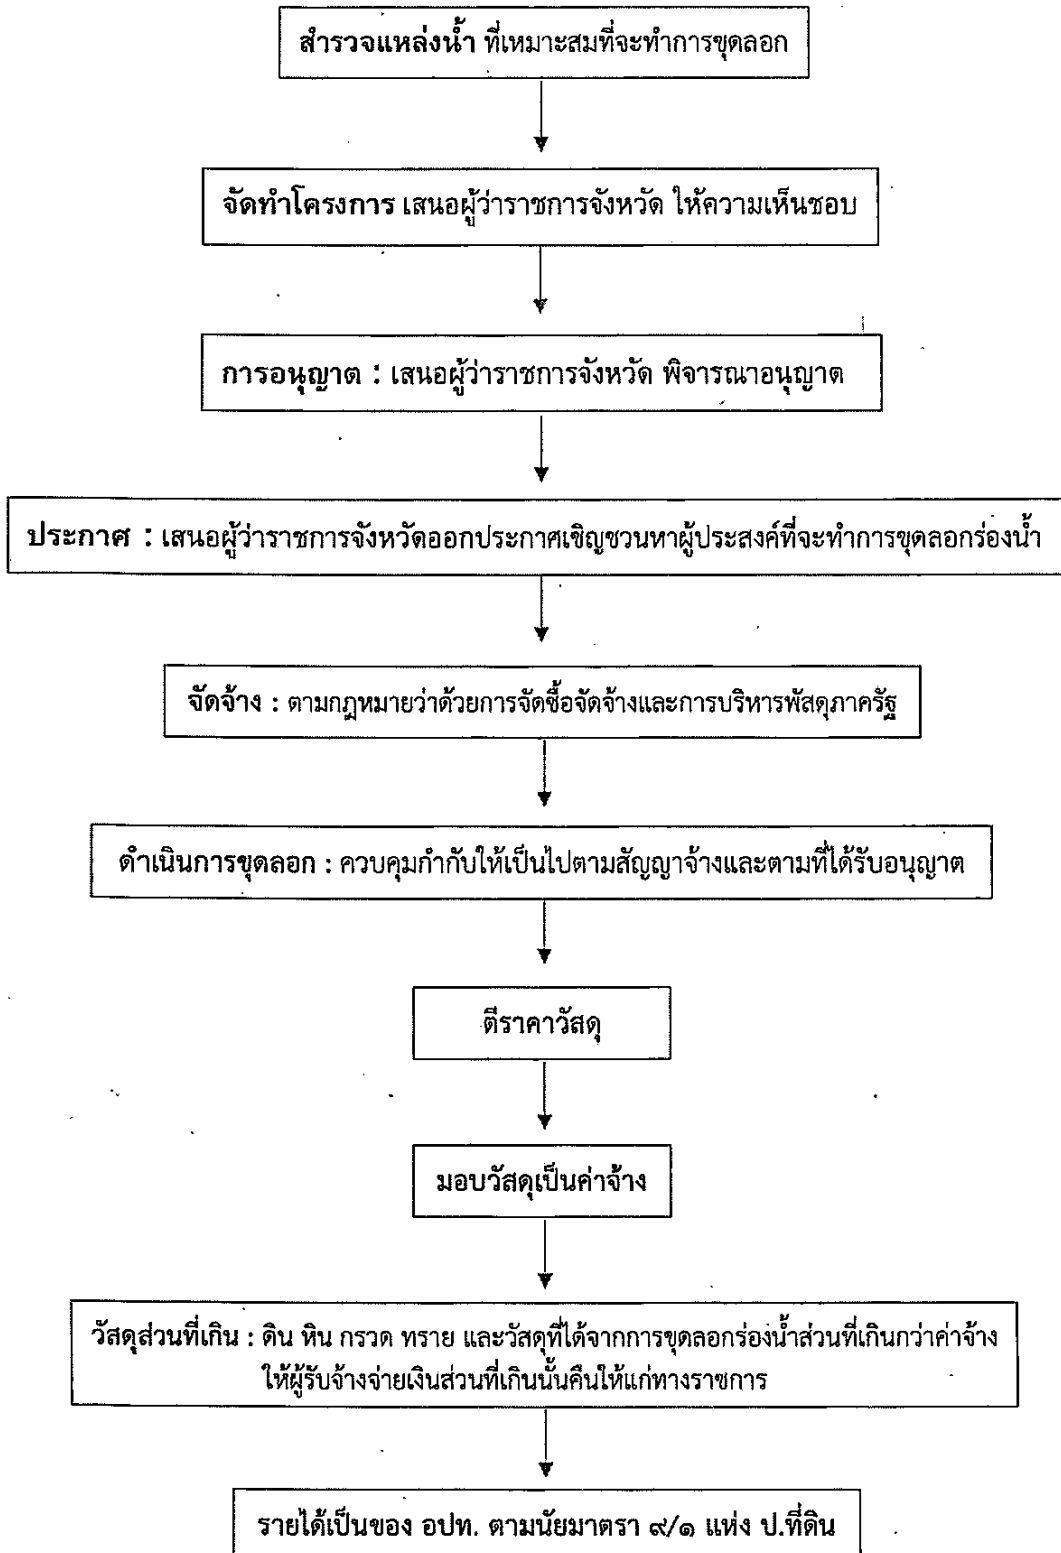 สำรวจแหล่งน้ำ ที่เหมาะสมที่จะทำการขุดลอก
จัดทำโครงการ เสนอผู้ว่าราชการจังหวัด ให้ความเห็นชอบ
การอนุญาต : เสนอผู้ว่าราชการจังหวัด พิจารณาอนุญาต
ประกาศ : เสนอผู้ว่าราชการจังหวัดออกประกาศเชิญชวนหาผู้ประสงค์ที่จะทำการขุดลอกร่องน้ำ
จัดจ้าง : ตามกฎหมายว่าด้วยการจัดซื้อจัดจ้างและการบริหารพัสดุภาครัฐ
ดำเนินการขุดลอก : ควบคุมกำกับให้เป็นไปตามสัญญาจ้างและตามที่ได้รับอนุญาต
ตีราคาวัสดุ
มอบวัสดุเป็นค่าจ้าง
วัสดุส่วนที่เกิน : ดิน หิน กรวด ทราย และวัสดุที่ได้จากการขุดลอกร่องน้ำส่วนที่เกินกว่าค่าจ้าง
ให้ผู้รับจ้างจ่ายเงินส่วนที่เกินนั้นคืนให้แก่ทางราชการ
รายได้เป็นของ อปท. ตามนัยมาตรา ๙/๑ แห่ง ป.ที่ดิน